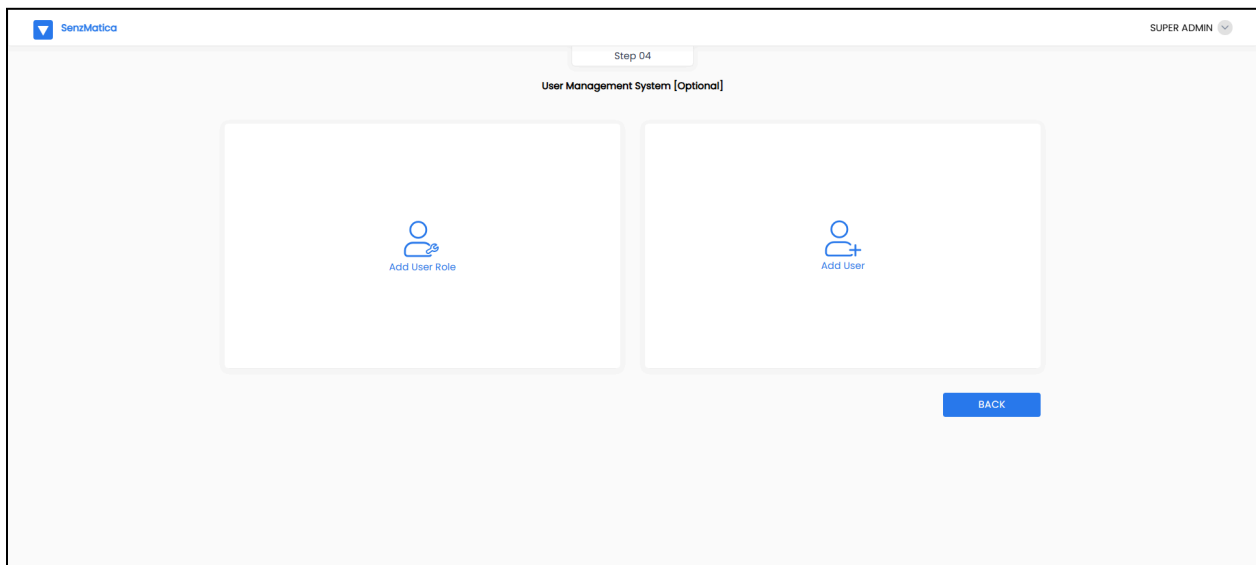 SenzMatica
SUPER ADMIN
Step 04
User Management System [Optional]
Add User Role
Add User
BACK